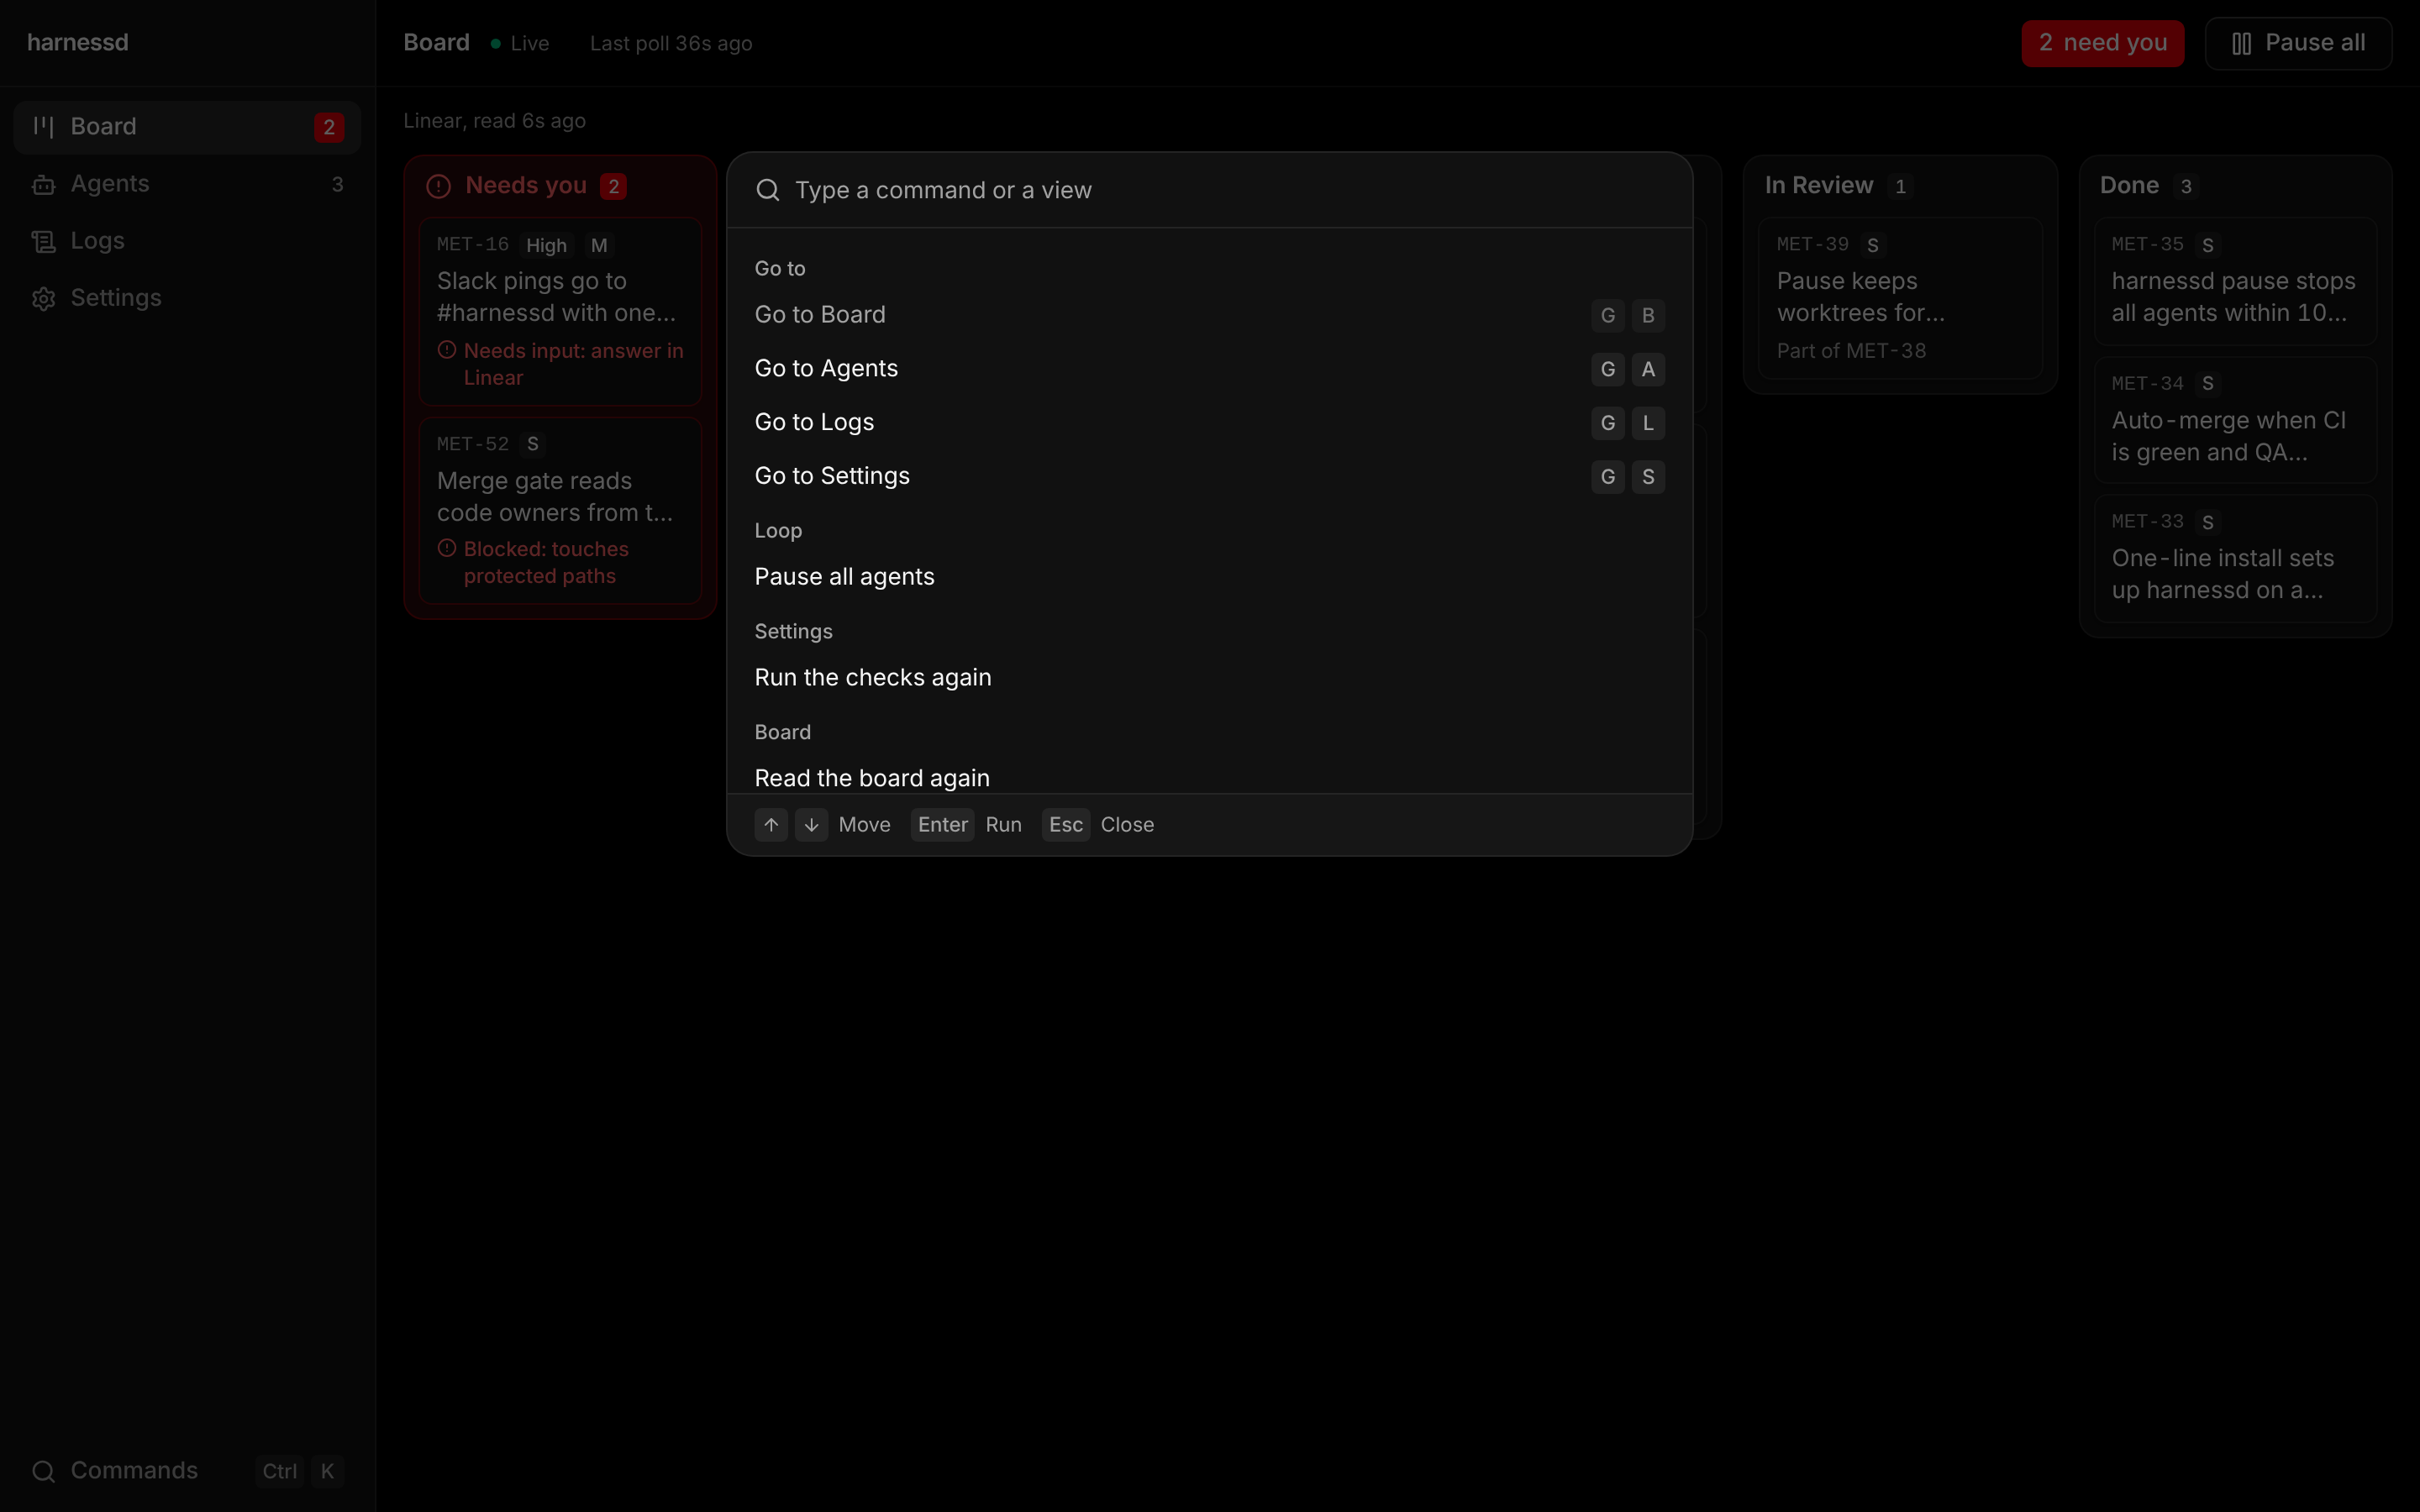 harnessd
Board 2
Agents 3
Logs
Settings
Commands Ctrl K
Board Live Last poll 36s ago
2 need you
Pause all
Linear, read 6s ago
Needs you 2
MET-16 High M
Slack pings go to
#harnessd with one...
Needs input: answer in
Linear
MET-52 S
Merge gate reads
code owners from t...
Blocked: touches
protected paths
Type a command or a view
Go to
Go to Board G B
Go to Agents G A
Go to Logs G L
Go to Settings G S
Loop
Pause all agents
Settings
Run the checks again
Board
Read the board again
↑ ↓ Move Enter Run Esc Close
In Review 1
MET-39 S
Pause keeps
worktrees for...
Part of MET-38
Done 3
MET-35 S
harnessd pause stops
all agents within 10...
MET-34 S
Auto-merge when CI
is green and QA...
MET-33 S
One-line install sets
up harnessd on a...